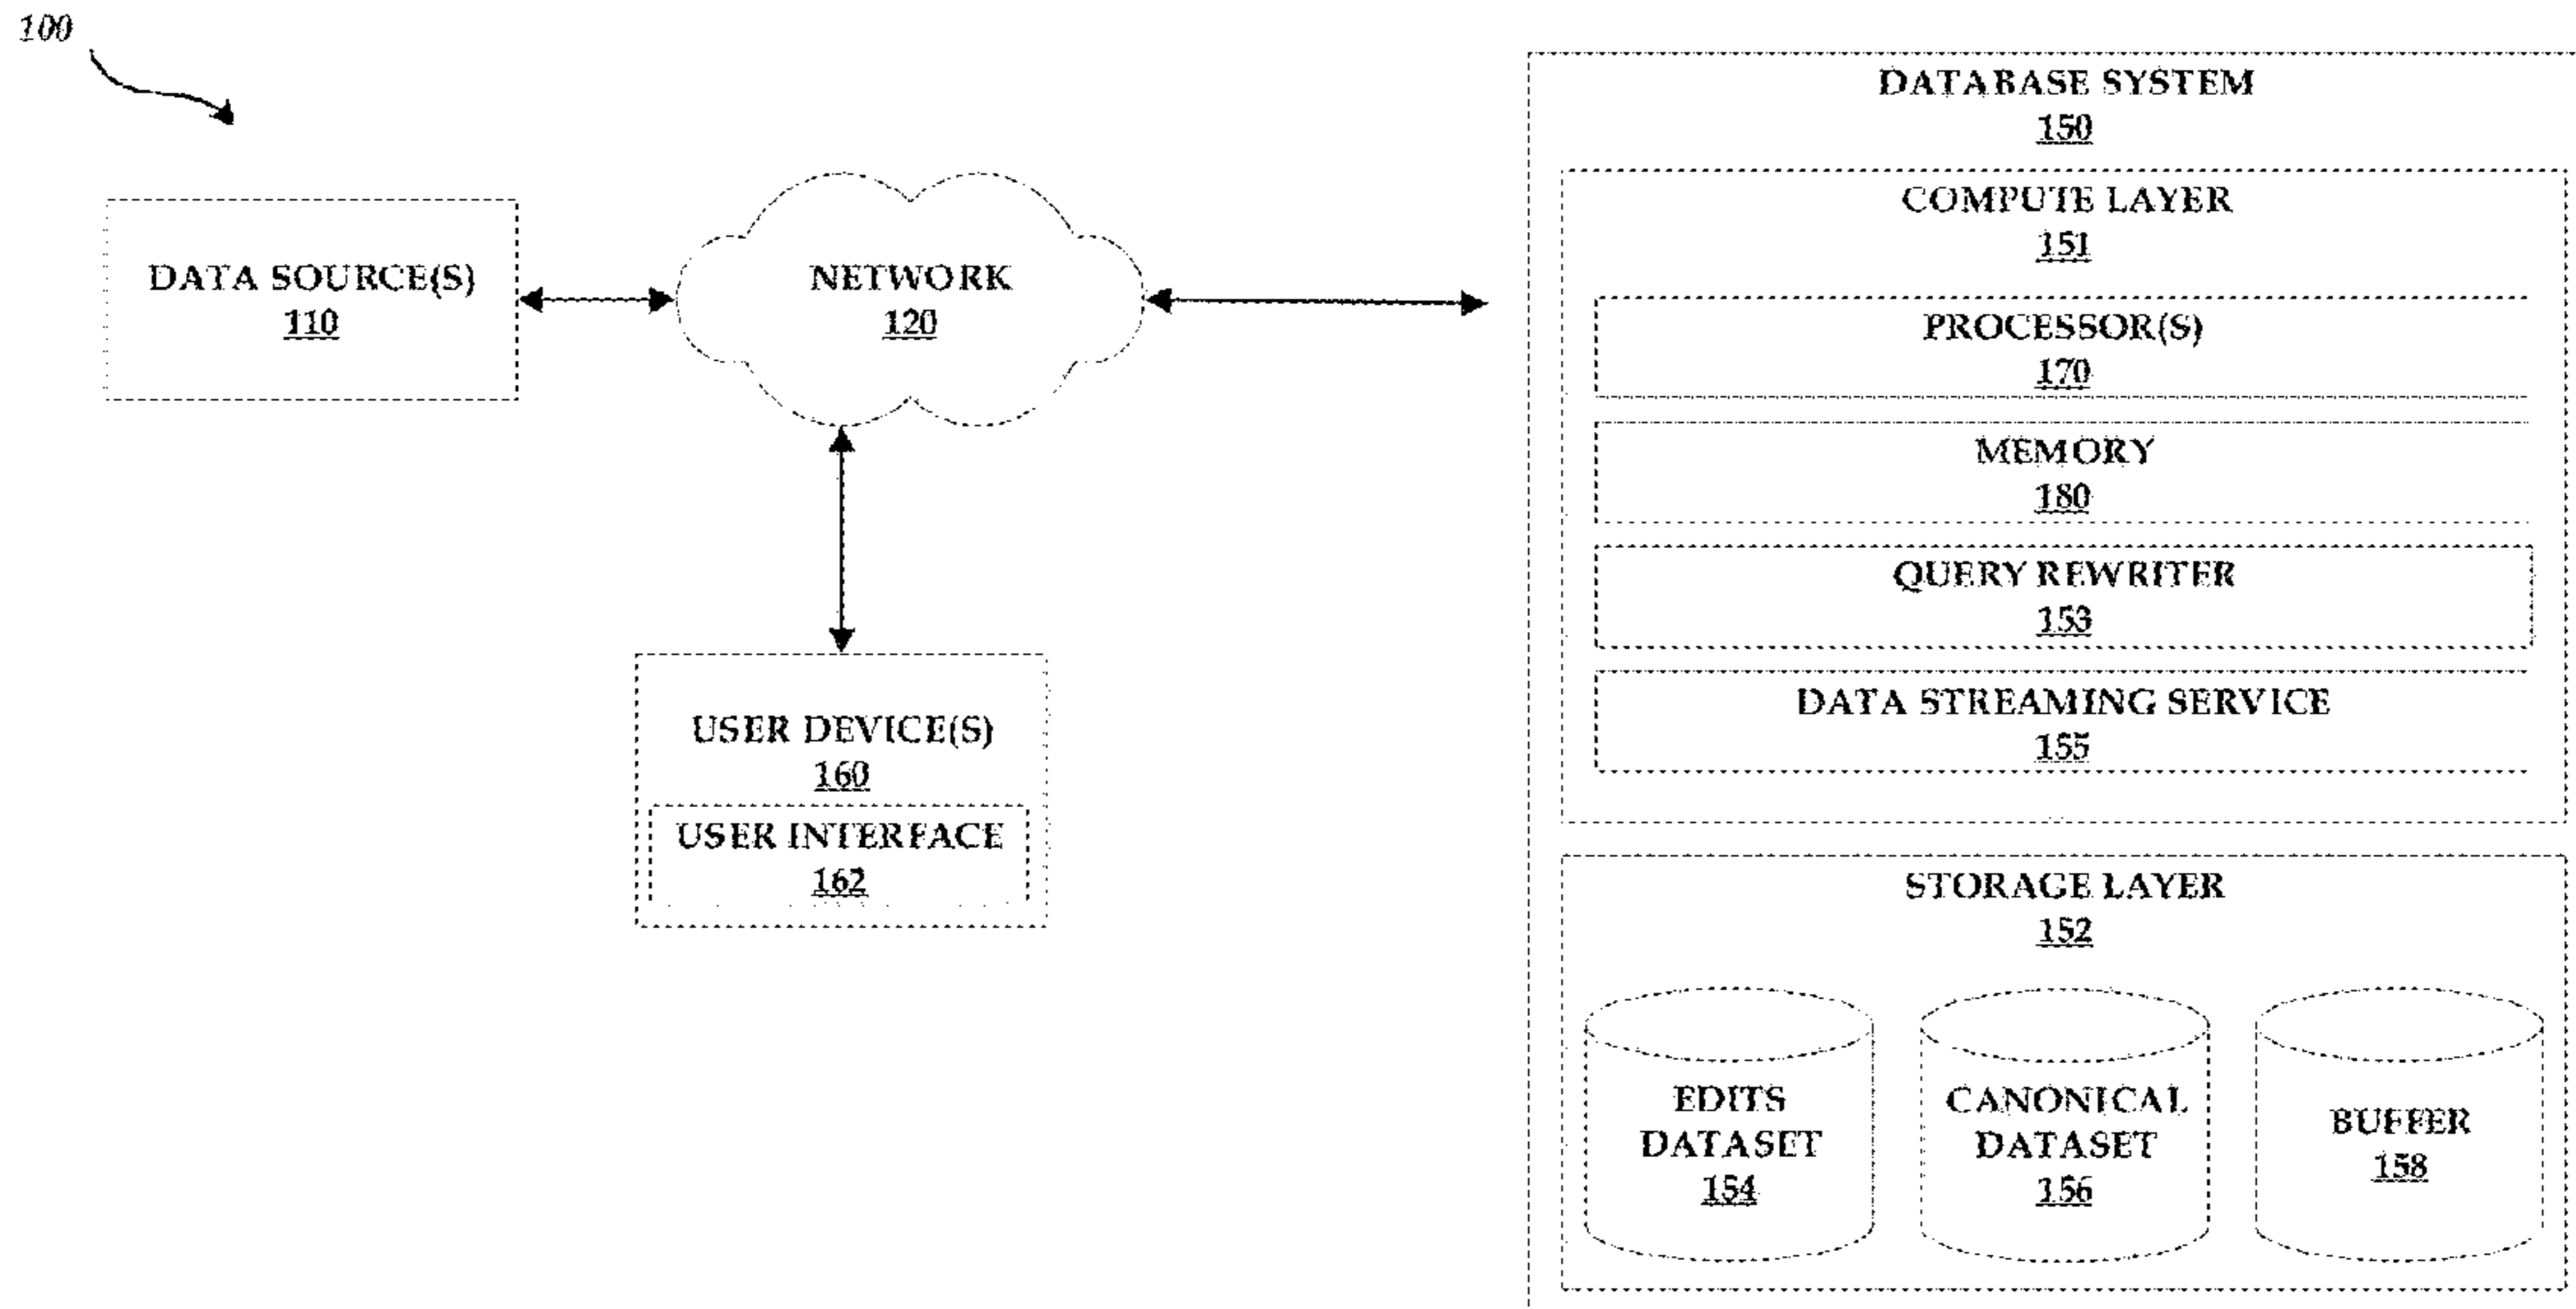 100
DATA SOURCE(S)
110
NETWORK
120
USER DEVICE(S)
160
USER INTERFACE
162
DATABASE SYSTEM
150
COMPUTE LAYER
151
PROCESSOR(S)
170
MEMORY
180
QUERY REWRITER
153
DATA STREAMING SERVICE
155
STORAGE LAYER
152
EDITS
DATASET
154
CANONICAL
DATASET
156
BUFFER
158